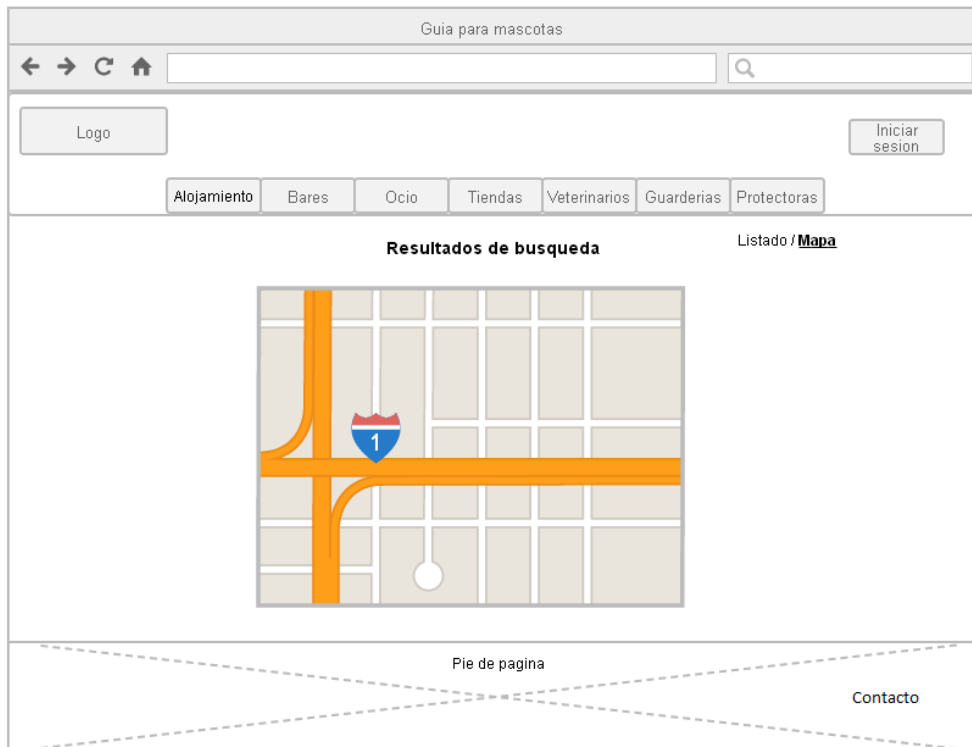 Guia para mascotas
Logo
Iniciar
sesion
Alojamiento Bares Ocio Tiendas Veterinarios Guarderias Protectoras
Resultados de busqueda
Listado / Mapa
1
Pie de pagina
Contacto